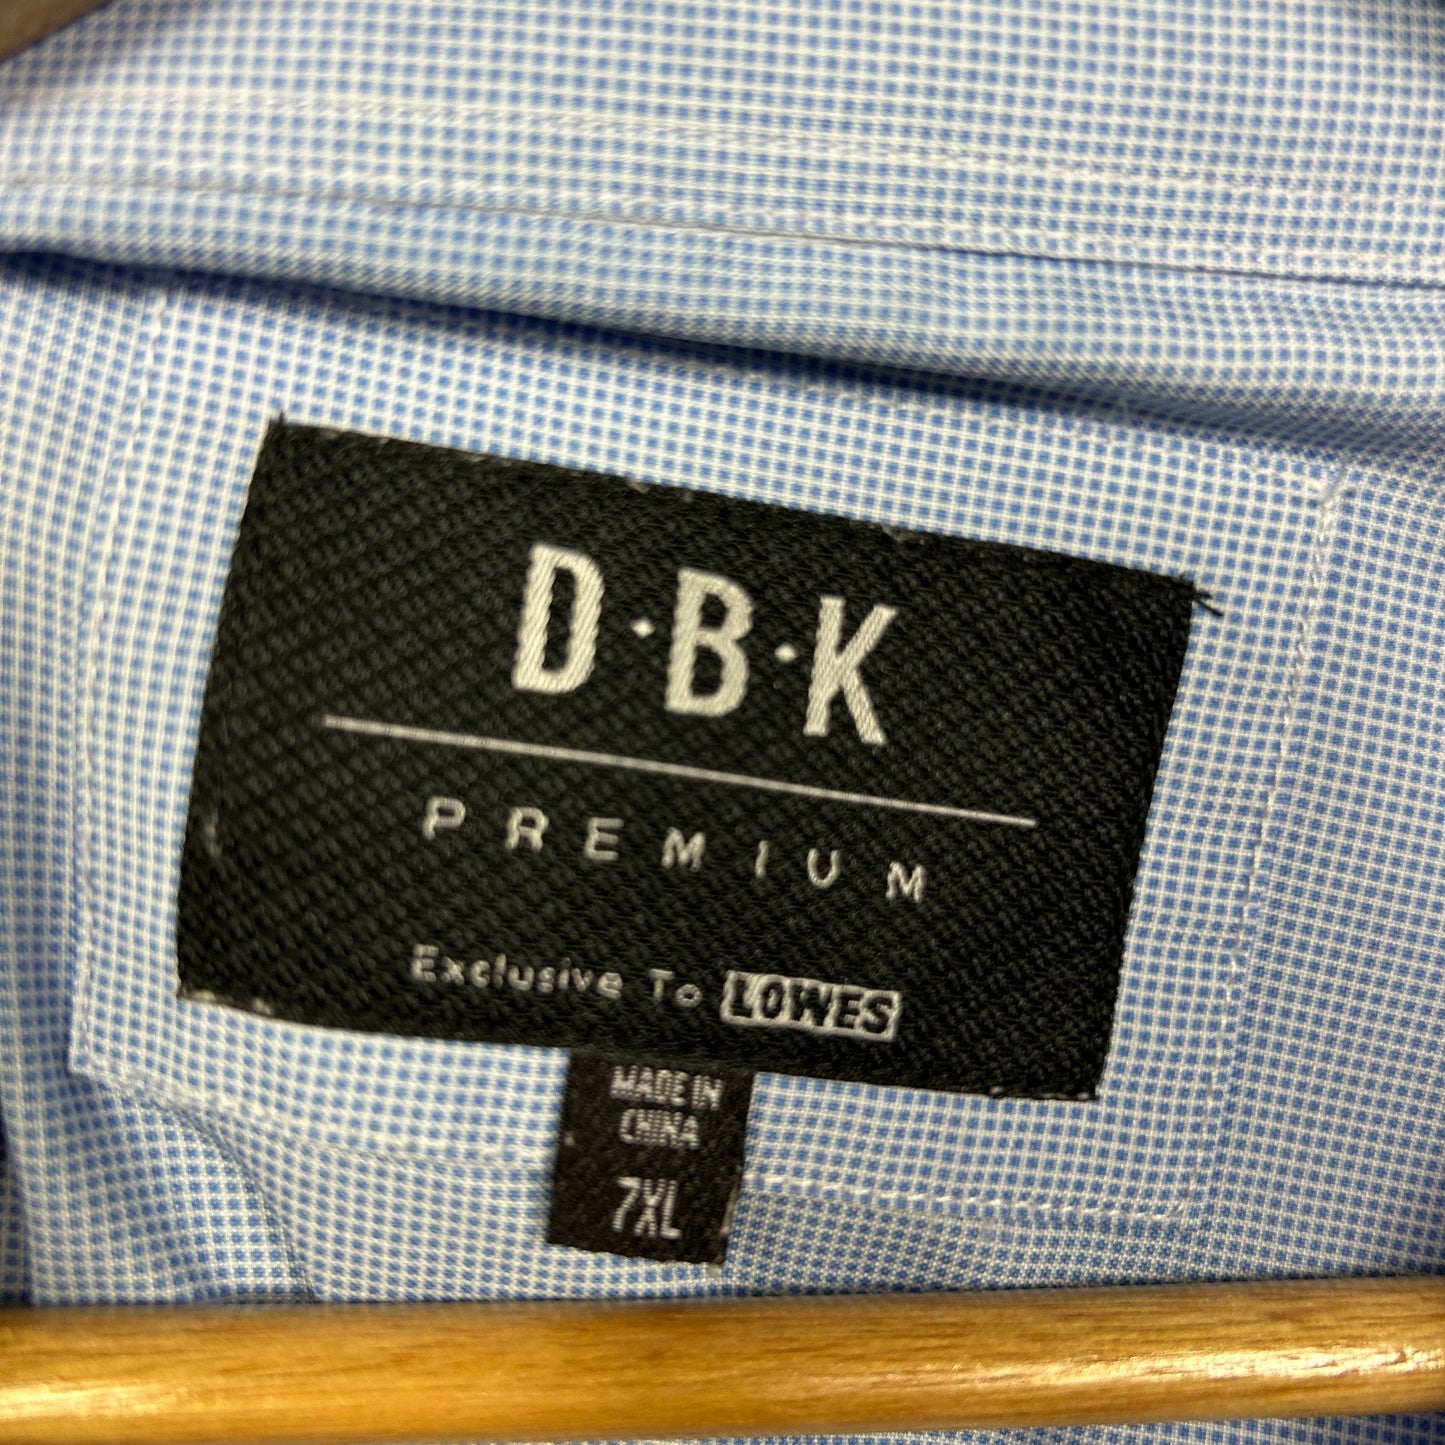 D·B·K
PREMIUM
Exclusive To LOWES
MADE IN
CHINA
7XL